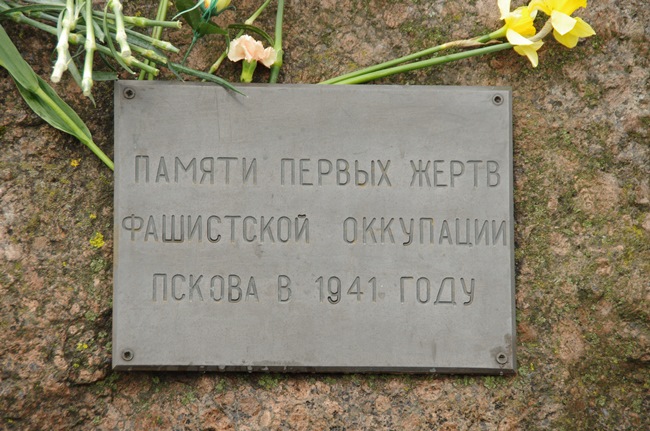 ПАМЯТИ ПЕРВЫХ ЖЕРТВ
ФАШИСТСКОЙ ОККУПАЦИИ
ПСКОВА В 1941 ГОДУ